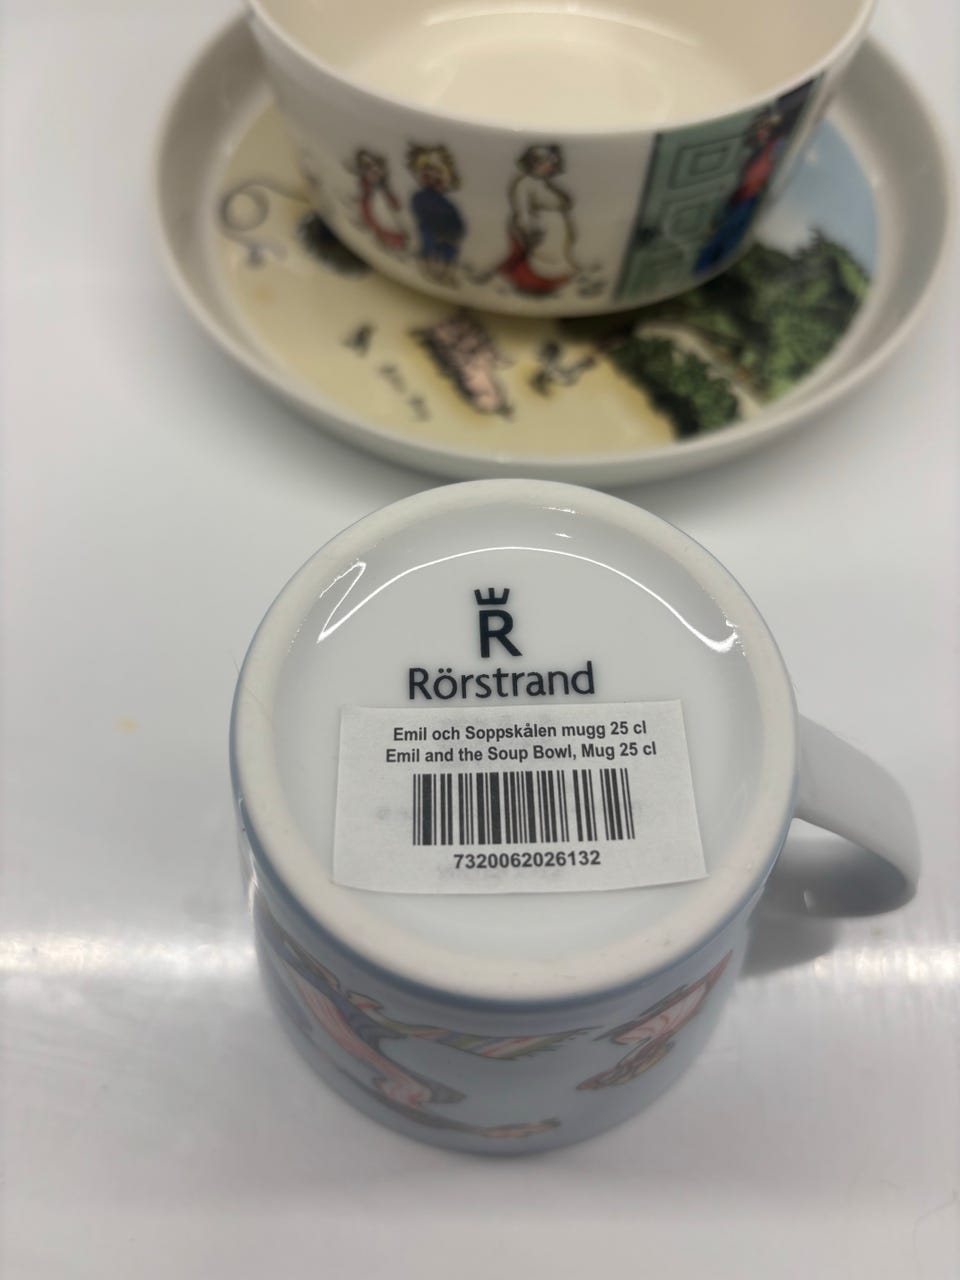 R
Rörstrand
Emil och Soppskålen mugg 25 cl
Emil and the Soup Bowl, Mug 25 cl
7320062026132